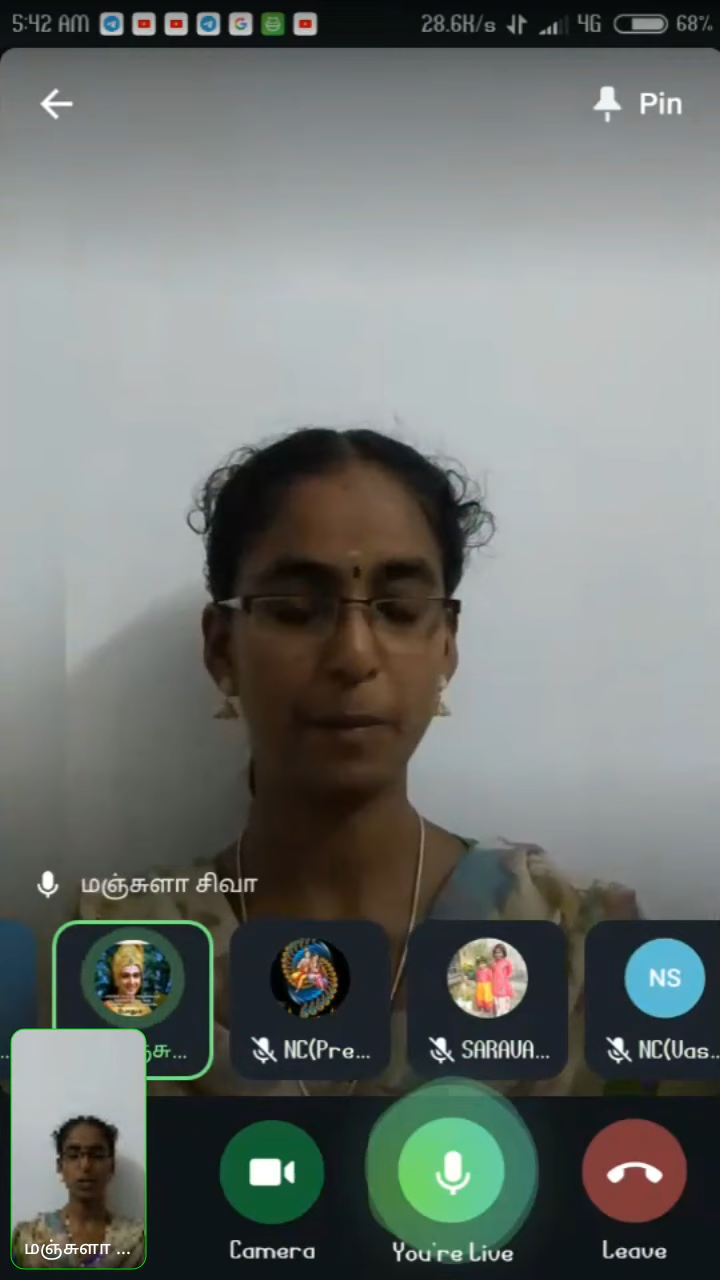 5:42 AM 28.6K/s 4G 68%
Pin
மஞ்சுளா சிவா
NS
...சு... NC(Pre... SARAVA... NC(Vas...
மஞ்சுளா ...
Camera You're Live Leave